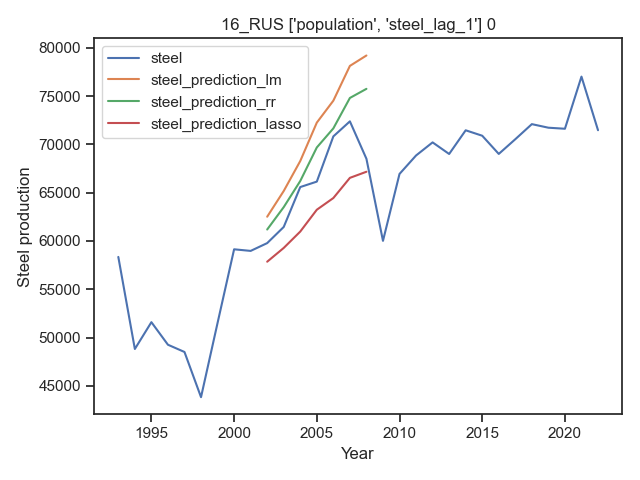 16_RUS ['population', 'steel_lag_1'] 0
steel
steel_prediction_lm
steel_prediction_rr
steel_prediction_lasso
80000
75000
70000
65000
60000
55000
50000
45000
Steel production
1995
2000
2005
2010
2015
2020
Year